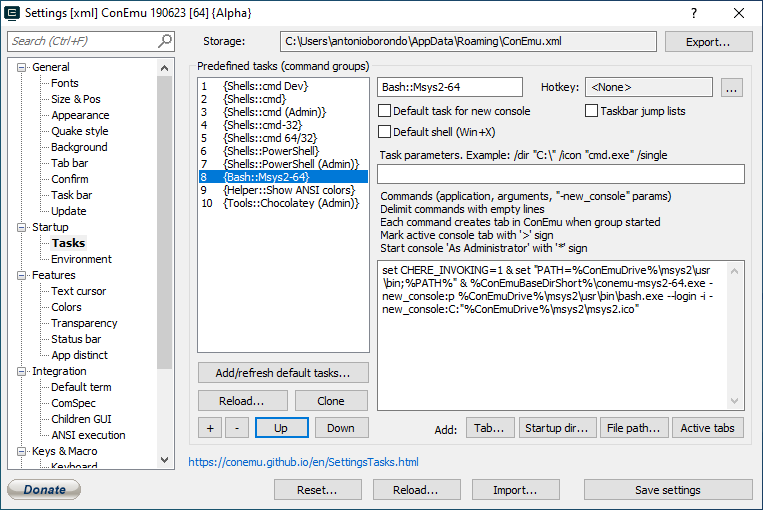 Settings [xml] ConEmu 190623 [64] {Alpha}
Search (Ctrl+F)
Storage:
C:\Users\antonioborondo\AppData\Roaming\ConEmu.xml
Export...
General
Fonts
Size & Pos
Appearance
Quake style
Background
Tab bar
Confirm
Task bar
Update
Startup
Tasks
Environment
Features
Text cursor
Colors
Transparency
Status bar
App distinct
Integration
Default term
ComSpec
Children GUI
ANSI execution
Keys & Macro
Keyboard
Predefined tasks (command groups)
1 {Shells::cmd Dev}
2 {Shells::cmd}
3 {Shells::cmd (Admin)}
4 {Shells::cmd-32}
5 {Shells::cmd 64/32}
6 {Shells::PowerShell}
7 {Shells::PowerShell (Admin)}
8 {Bash::Msys2-64}
9 {Helper::Show ANSI colors}
10 {Tools::Chocolatey (Admin)}
Add/refresh default tasks...
Reload...
Clone
+
-
Up
Down
Bash::Msys2-64
Hotkey:
<None>
...
Default task for new console
Taskbar jump lists
Default shell (Win+X)
Task parameters. Example: /dir "C:\" /icon "cmd.exe" /single
Commands (application, arguments, "-new_console" params)
Delimit commands with empty lines
Each command creates tab in ConEmu when group started
Mark active console tab with '>' sign
Start console 'As Administrator' with '*' sign
set CHERE_INVOKING=1 & set "PATH=%ConEmuDrive%\msys2\usr
\bin;%PATH%" & %ConEmuBaseDirShort%\conemu-msys2-64.exe -
new_console:p %ConEmuDrive%\msys2\usr\bin\bash.exe --login -i -
new_console:C:"%ConEmuDrive%\msys2\msys2.ico"
Add:
Tab...
Startup dir...
File path...
Active tabs
https://conemu.github.io/en/SettingsTasks.html
Donate
Reset...
Reload...
Import...
Save settings